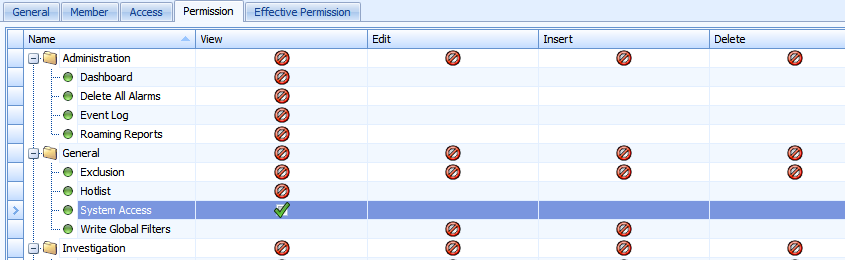 General Member Access Permission Effective Permission
Name View Edit Insert Delete
Administration
Dashboard
Delete All Alarms
Event Log
Roaming Reports
General
Exclusion
Hotlist
System Access
Write Global Filters
Investigation